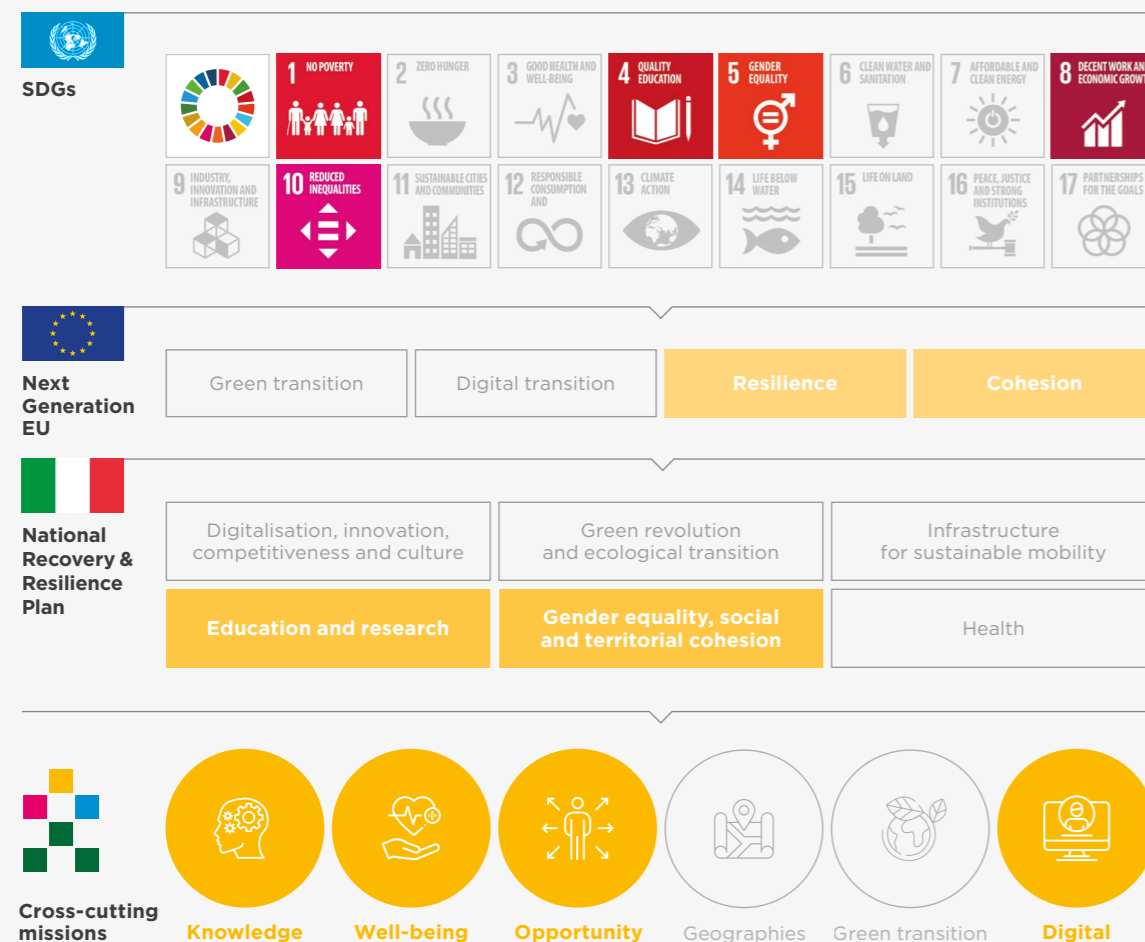 SDGs
1 NO POVERTY
2 ZERO HUNGER
3 GOOD HEALTH AND
WELL-BEING
4 QUALITY
EDUCATION
5 GENDER
EQUALITY
6 CLEAN WATER AND
SANITATION
7 AFFORDABLE AND
CLEAN ENERGY
8 DECENT WORK AN
ECONOMIC GROWT
9 INDUSTRY,
INNOVATION AND
INFRASTRUCTURE
10 REDUCED
INEQUALITIES
11 SUSTAINABLE CITIES
AND COMMUNITIES
12 RESPONSIBLE
CONSUMPTION
AND
13 CLIMATE
ACTION
14 LIFE BELOW
WATER
15 LIFE ON LAND
16 PEACE, JUSTICE
AND STRONG
INSTITUTIONS
17 PARTNERSHIPS
FOR THE GOALS
Next
Generation
EU
Green transition
Digital transition
Resilience
Cohesion
National
Recovery &
Resilience
Plan
Digitalisation, innovation,
competitiveness and culture
Green revolution
and ecological transition
Infrastructure
for sustainable mobility
Education and research
Gender equality, social
and territorial cohesion
Health
Cross-cutting
missions
Knowledge
Well-being
Opportunity
Geographies
Green transition
Digital